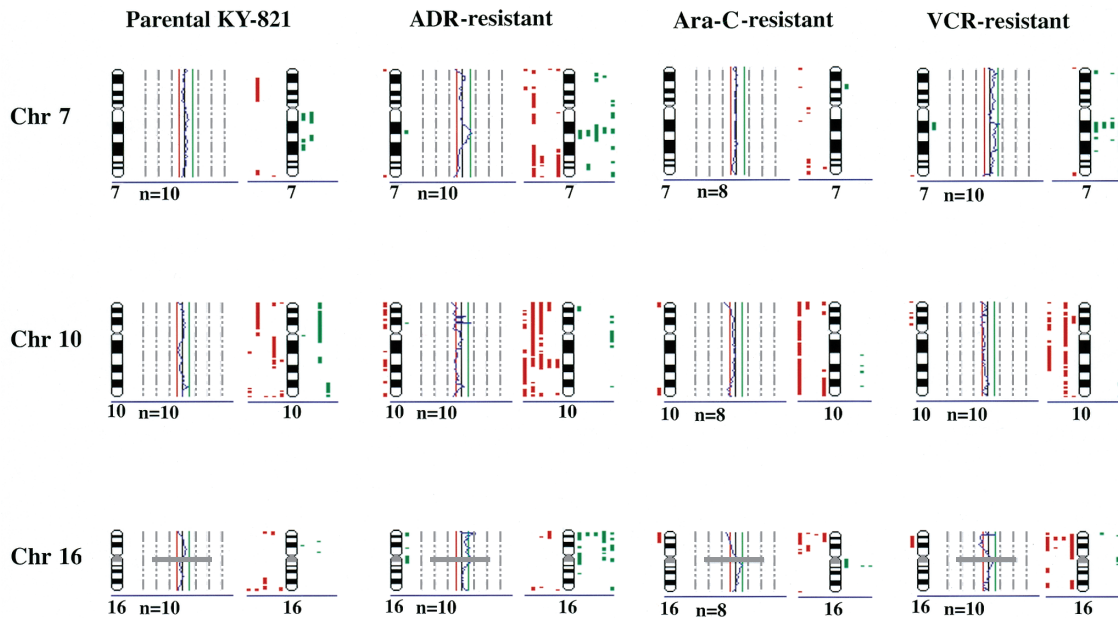 Parental KY-821 ADR-resistant Ara-C-resistant VCR-resistant
Chr 7
7 n=10 7 7 n=10 7 7 n=8 7 7 n=10 7
Chr 10
10 n=10 10 10 n=10 10 10 n=8 10 10 n=10 10
Chr 16
16 n=10 16 16 n=10 16 16 n=8 16 16 n=10 16